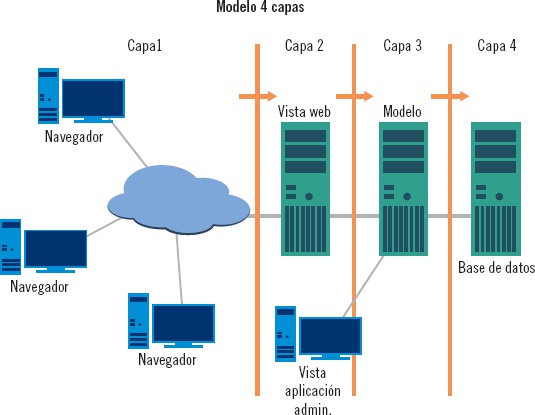 Modelo 4 capas
Capa1
Capa 2
Capa 3
Capa 4
Vista web
Modelo
Navegador
Navegador
Base de datos
Navegador
Vista
aplicación
admin.